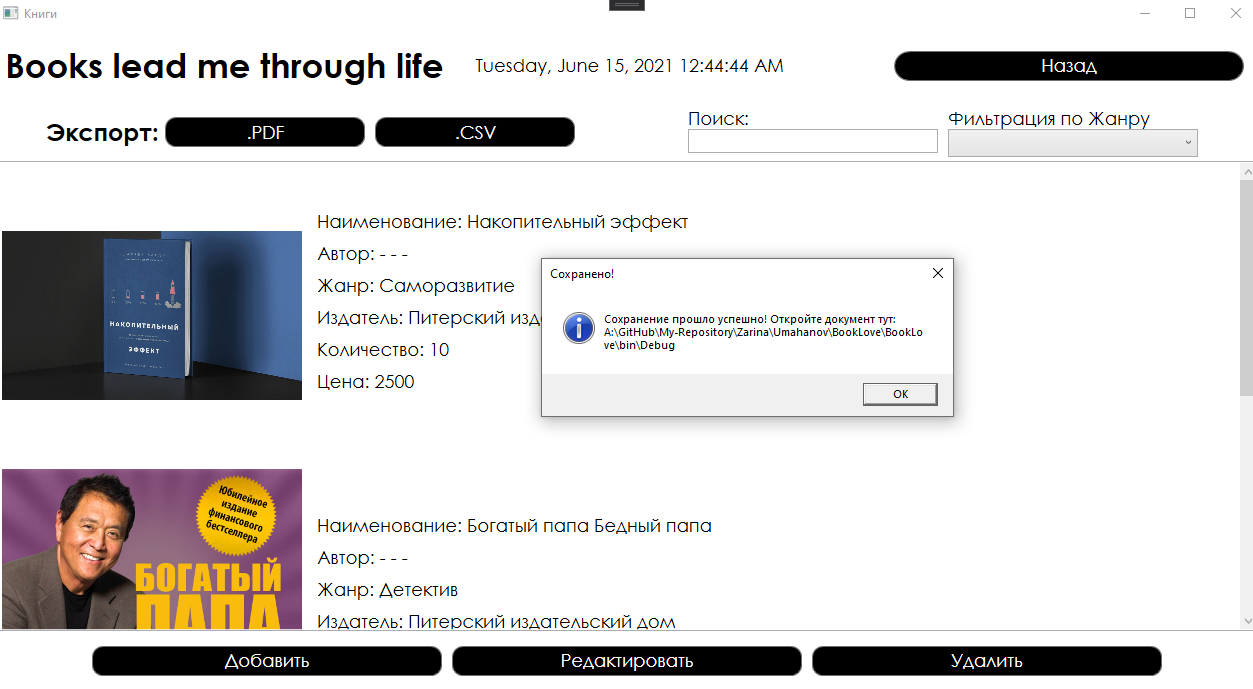 Книги
Books lead me through life
Tuesday, June 15, 2021 12:44:44 AM
Назад
Экспорт:
.PDF
.CSV
Поиск:
Фильтрация по Жанру
НАКОПИТЕЛЬНЫЙ
ЭФФЕКТ
Наименование: Накопительный эффект
Автор: - - -
Жанр: Саморазвитие
Издатель: Питерский изд
Количество: 10
Цена: 2500
Сохранено!
Сохранение прошло успешно! Откройте документ тут:
A:\GitHub\My-Repository\Zarina\Umahanov\BookLove\BookLo
ve\bin\Debug
OK
Юбилейное
издание
финансового
бестселлера
БОГАТЫЙ
ПАПА
Наименование: Богатый папа Бедный папа
Автор: - - -
Жанр: Детектив
Издатель: Питерский издательский дом
Добавить
Редактировать
Удалить